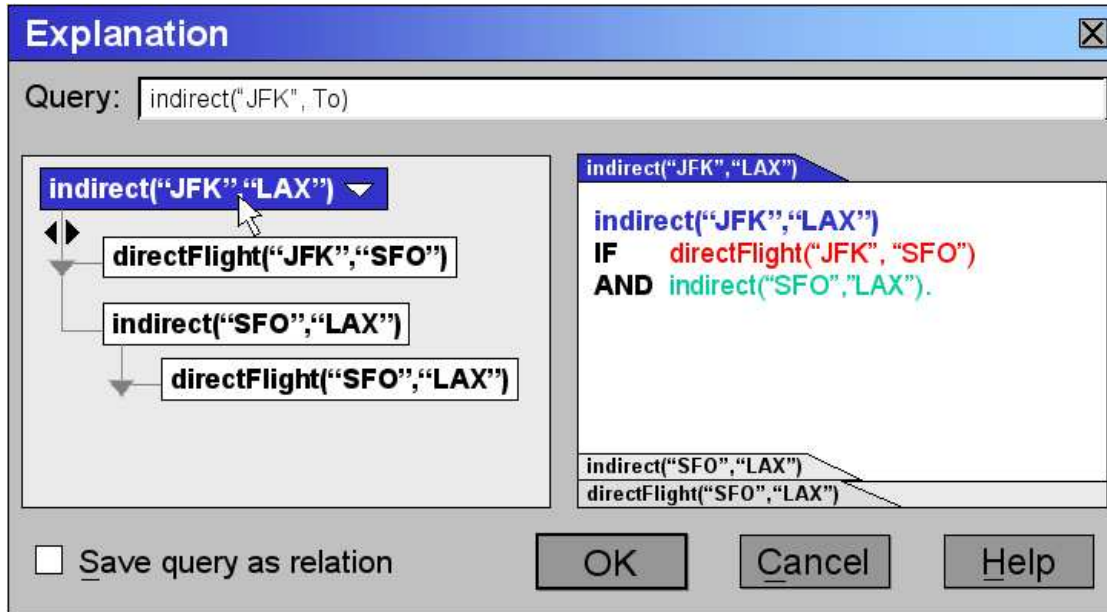 Explanation
Query: indirect(“JFK”, To)
indirect(“JFK”,“LAX”)
directFlight(“JFK”,“SFO”)
indirect(“SFO”,“LAX”)
directFlight(“SFO”,“LAX”)
indirect(“JFK”,“LAX”)
indirect(“JFK”,“LAX”)
IF directFlight(“JFK”, “SFO”)
AND indirect(“SFO”,”LAX”).
indirect(“SFO”,“LAX”)
directFlight(“SFO”,“LAX”)
Save query as relation
OK
Cancel
Help